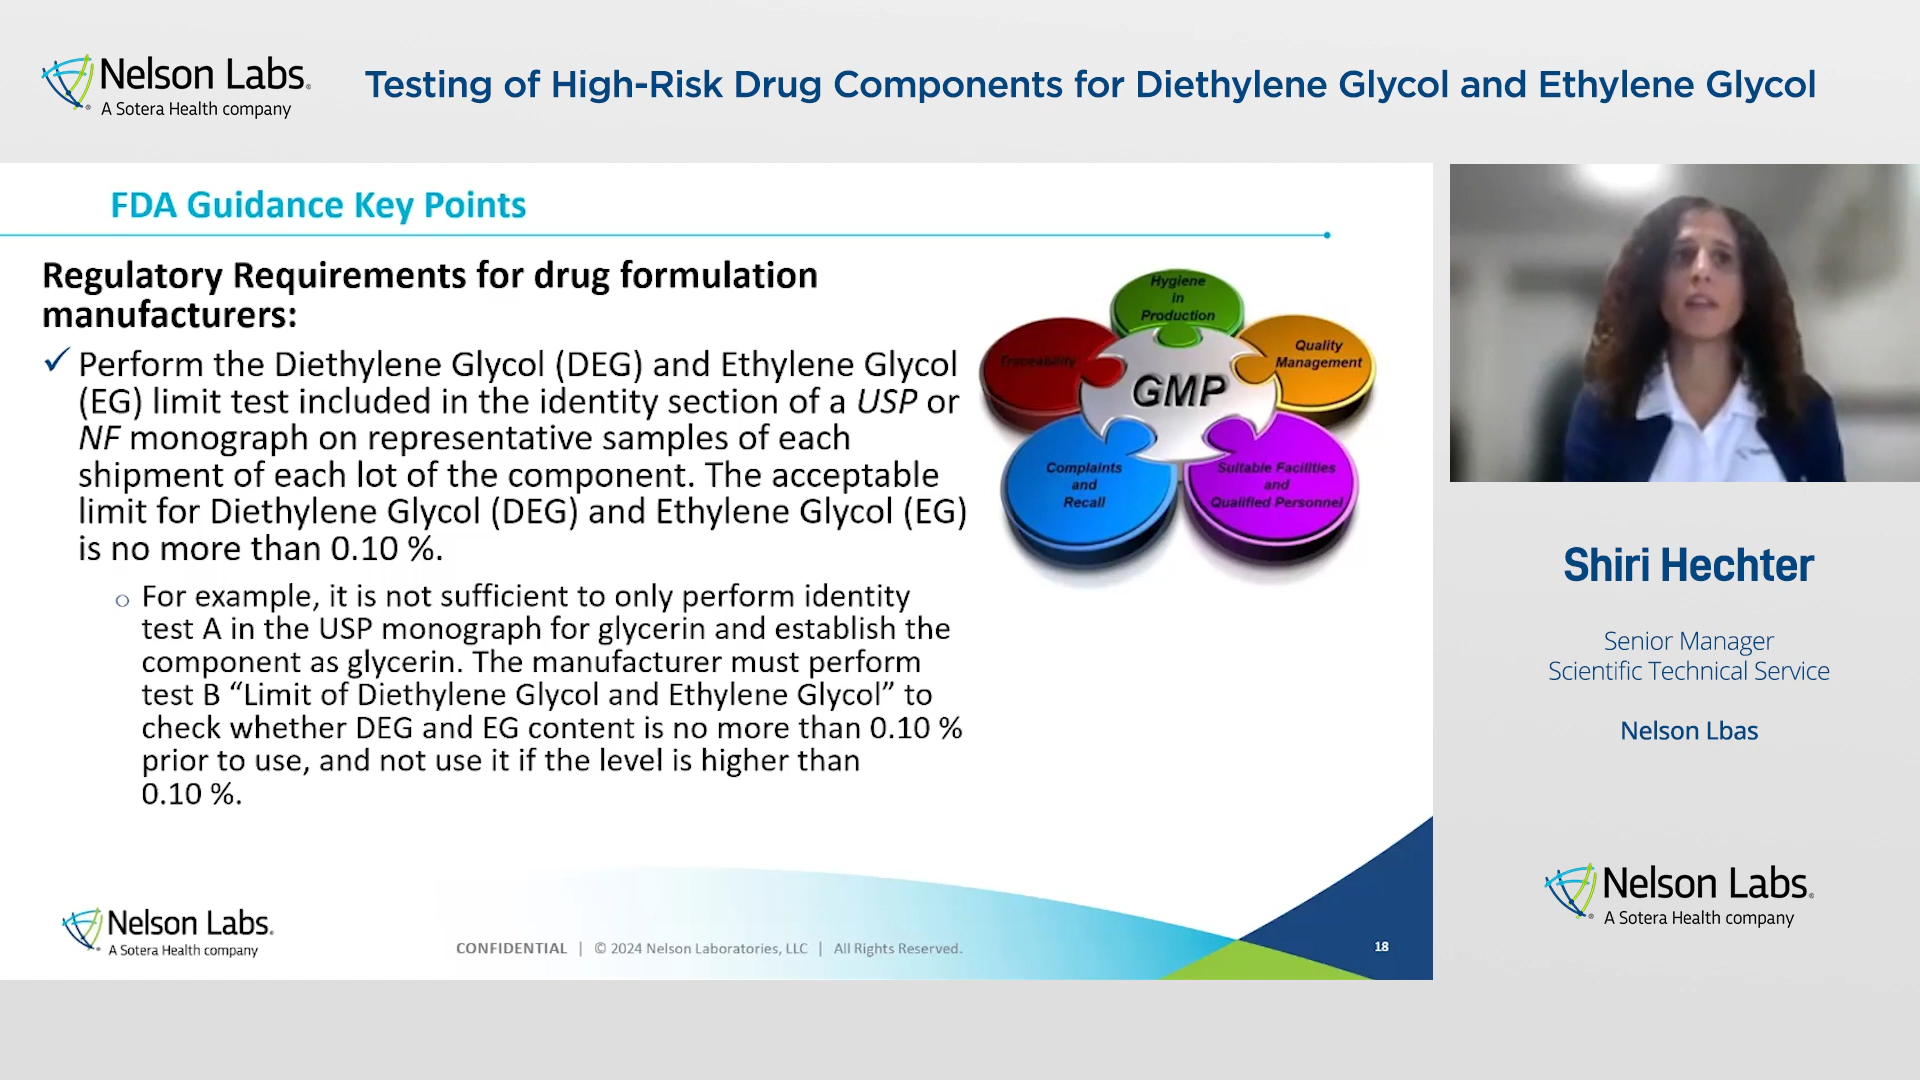 Nelson Labs®
A Sotera Health company
Testing of High-Risk Drug Components for Diethylene Glycol and Ethylene Glycol
FDA Guidance Key Points
Regulatory Requirements for drug formulation
manufacturers:
✓ Perform the Diethylene Glycol (DEG) and Ethylene Glycol
(EG) limit test included in the identity section of a USP or
NF monograph on representative samples of each
shipment of each lot of the component. The acceptable
limit for Diethylene Glycol (DEG) and Ethylene Glycol (EG)
is no more than 0.10 %.
o For example, it is not sufficient to only perform identity
test A in the USP monograph for glycerin and establish the
component as glycerin. The manufacturer must perform
test B “Limit of Diethylene Glycol and Ethylene Glycol” to
check whether DEG and EG content is no more than 0.10 %
prior to use, and not use it if the level is higher than
0.10 %.
Hygiene
in
Production
Traceability
Quality
Management
GMP
Complaints
and
Recall
Suitable Facilities
and
Qualified Personnel
Nelson Labs®
A Sotera Health company
CONFIDENTIAL | © 2024 Nelson Laboratories, LLC | All Rights Reserved.
18
Shiri Hechter
Senior Manager
Scientific Technical Service
Nelson Lbas
Nelson Labs®
A Sotera Health company